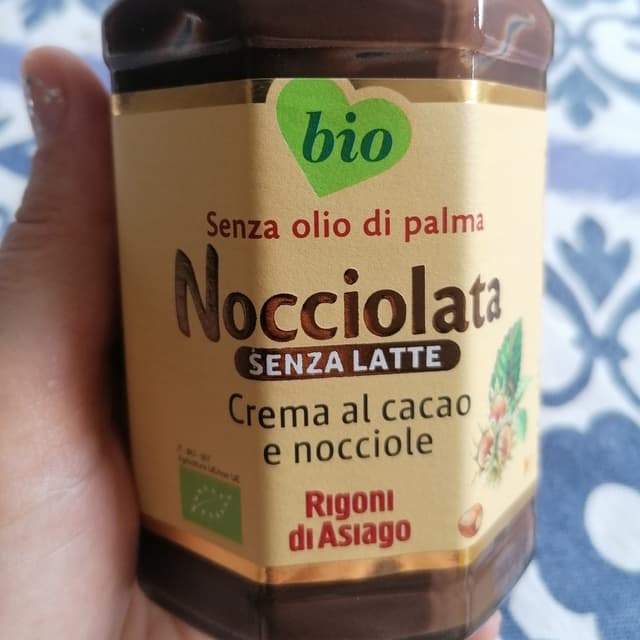 bio
Senza olio di palma
Nocciolata
SENZA LATTE
Crema al cacao
e nocciole
Rigoni
di Asiago